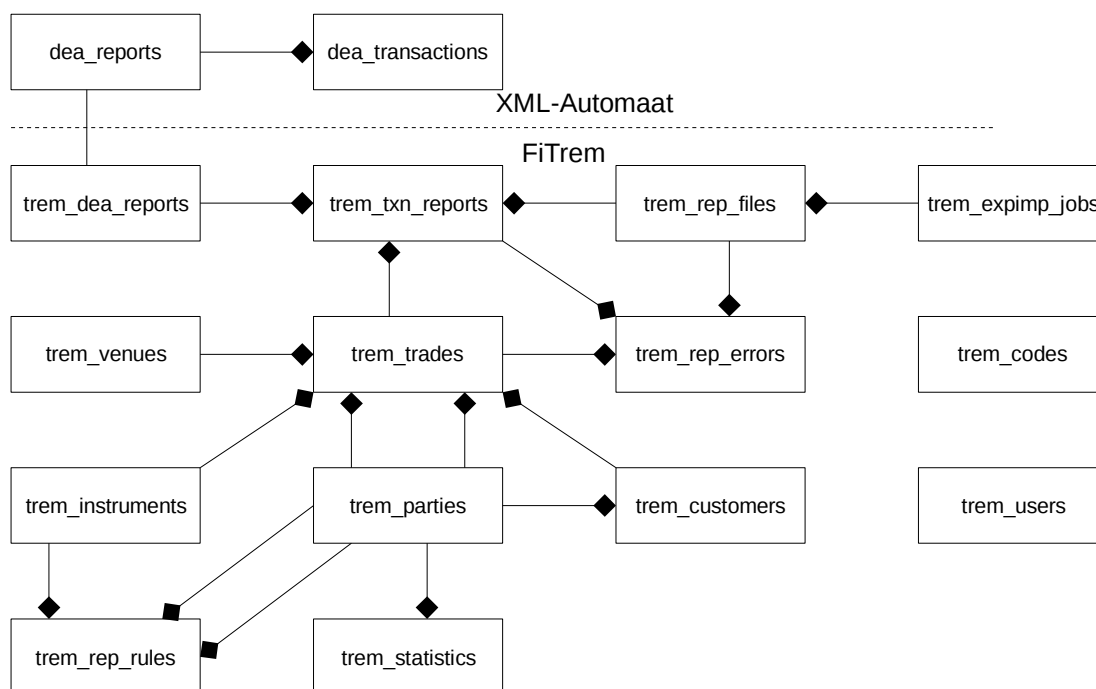 dea_reports
dea_transactions
XML-Automaat
FiTrem
trem_dea_reports
trem_txn_reports
trem_rep_files
trem_expimp_jobs
trem_venues
trem_trades
trem_rep_errors
trem_codes
trem_instruments
trem_parties
trem_customers
trem_users
trem_rep_rules
trem_statistics